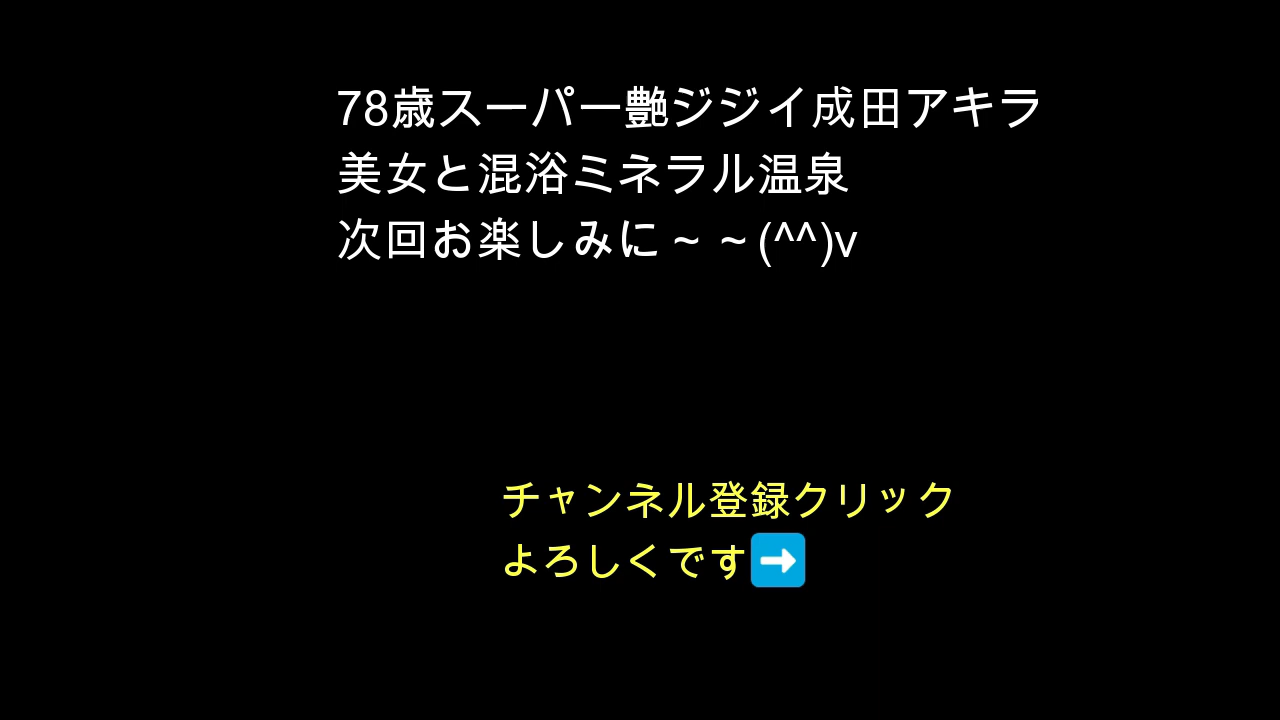 78歳スーパー艶ジジイ成田アキラ
美女と混浴ミネラル温泉
次回お楽しみに～～(^^)v
チャンネル登録クリック
よろしくです➡